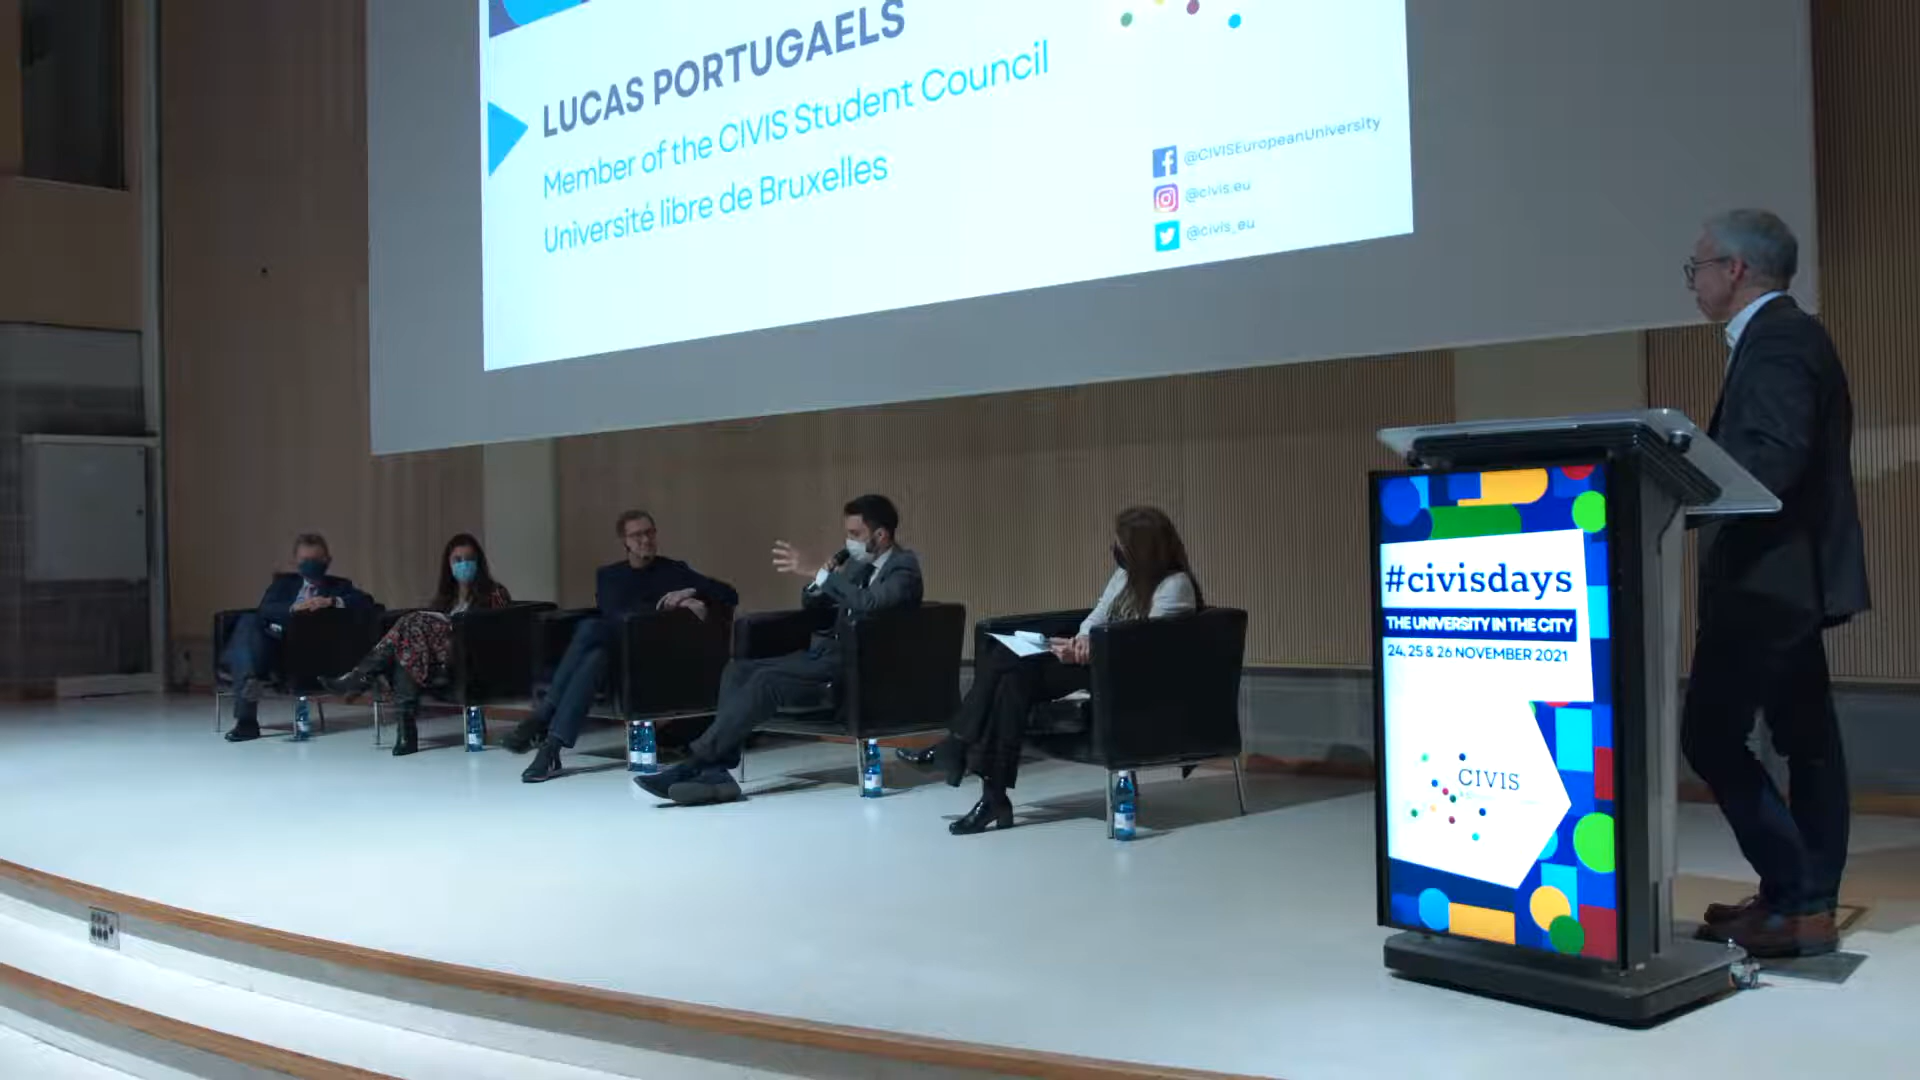 LUCAS PORTUGAELS
Member of the CIVIS Student Council
Université libre de Bruxelles
@CIVISEuropeanUniversity
@civis.eu
@civis_eu
#civisdays
THE UNIVERSITY IN THE CITY
24, 25 & 26 NOVEMBER 2021
CIVIS